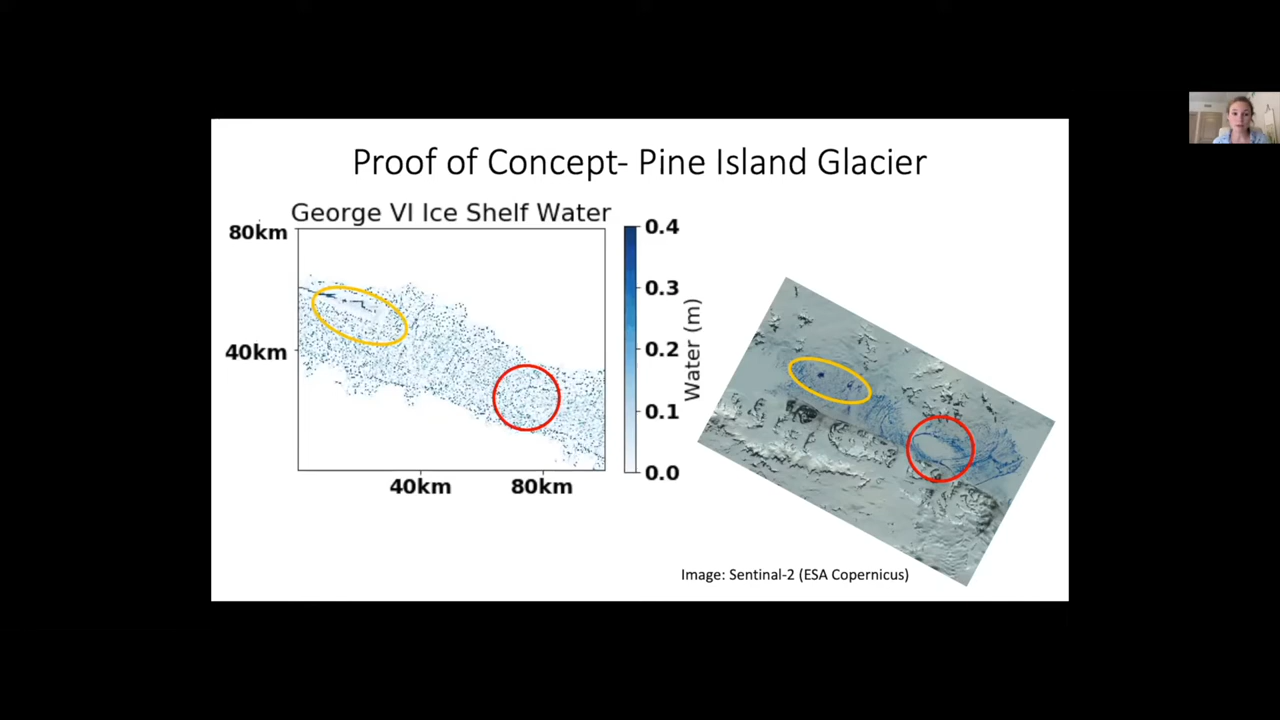 Proof of Concept- Pine Island Glacier
George VI Ice Shelf Water
80km
40km
40km
80km
0.4
0.3
0.2
0.1
0.0
Water (m)
Image: Sentinal-2 (ESA Copernicus)